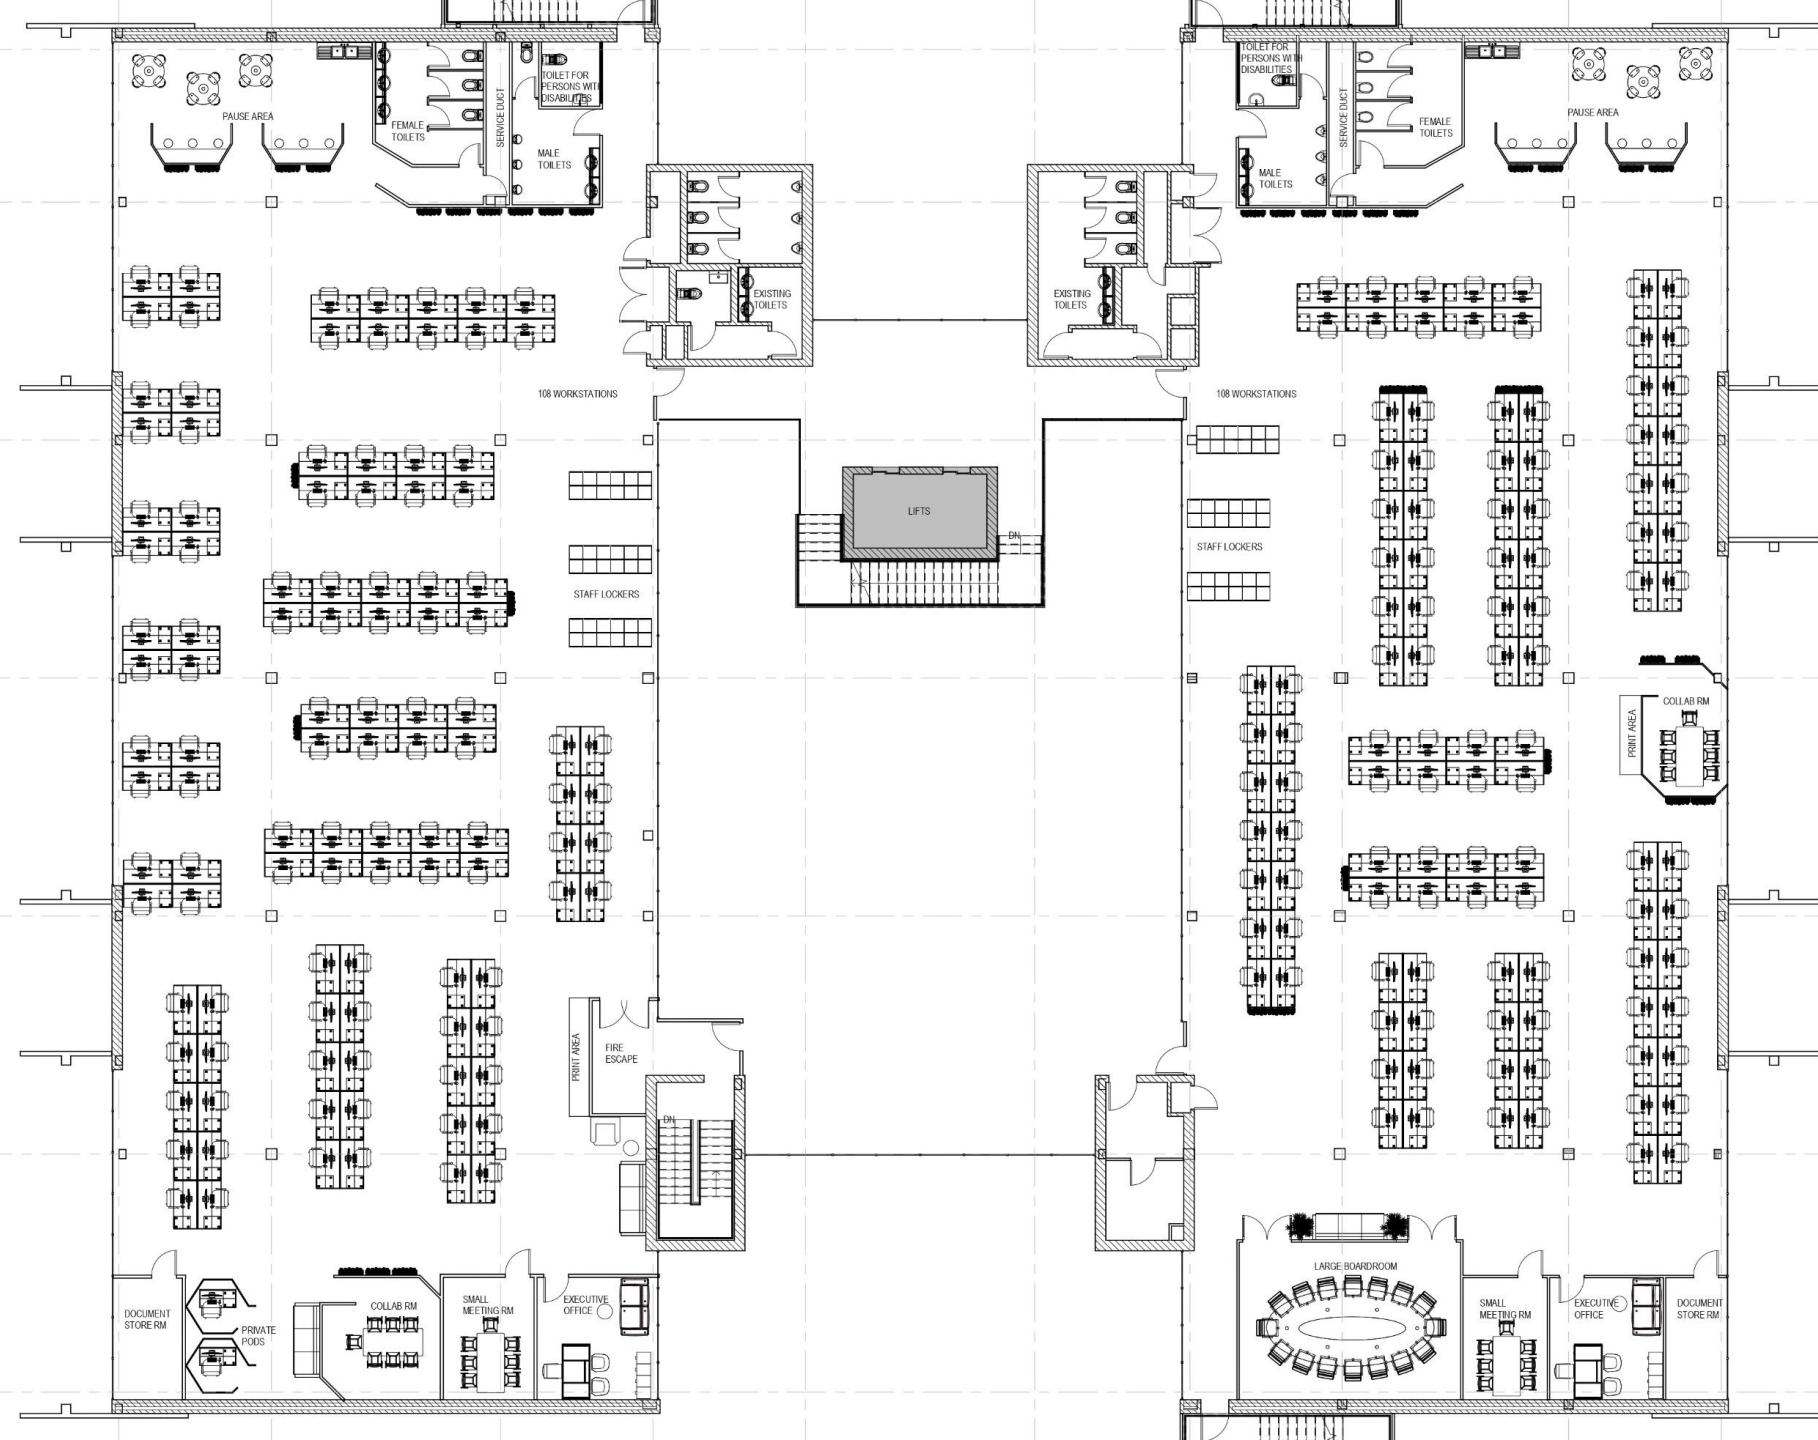 PAUSE AREA
FEMALE
TOILETS
SERVICE DUCT
TOILET FOR
PERSONS WITH
DISABILITIES
MALE
TOILETS
EXISTING
TOILETS
108 WORKSTATIONS
STAFF LOCKERS
LIFTS
DN
EXISTING
TOILETS
TOILET FOR
PERSONS WITH
DISABILITIES
MALE
TOILETS
SERVICE DUCT
FEMALE
TOILETS
PAUSE AREA
108 WORKSTATIONS
STAFF LOCKERS
COLLAB RM
PRINT AREA
PRINT AREA
FIRE
ESCAPE
DN
DOCUMENT
STORE RM
PRIVATE
PODS
COLLAB RM
SMALL
MEETING RM
EXECUTIVE
OFFICE
LARGE BOARDROOM
SMALL
MEETING RM
EXECUTIVE
OFFICE
DOCUMENT
STORE RM